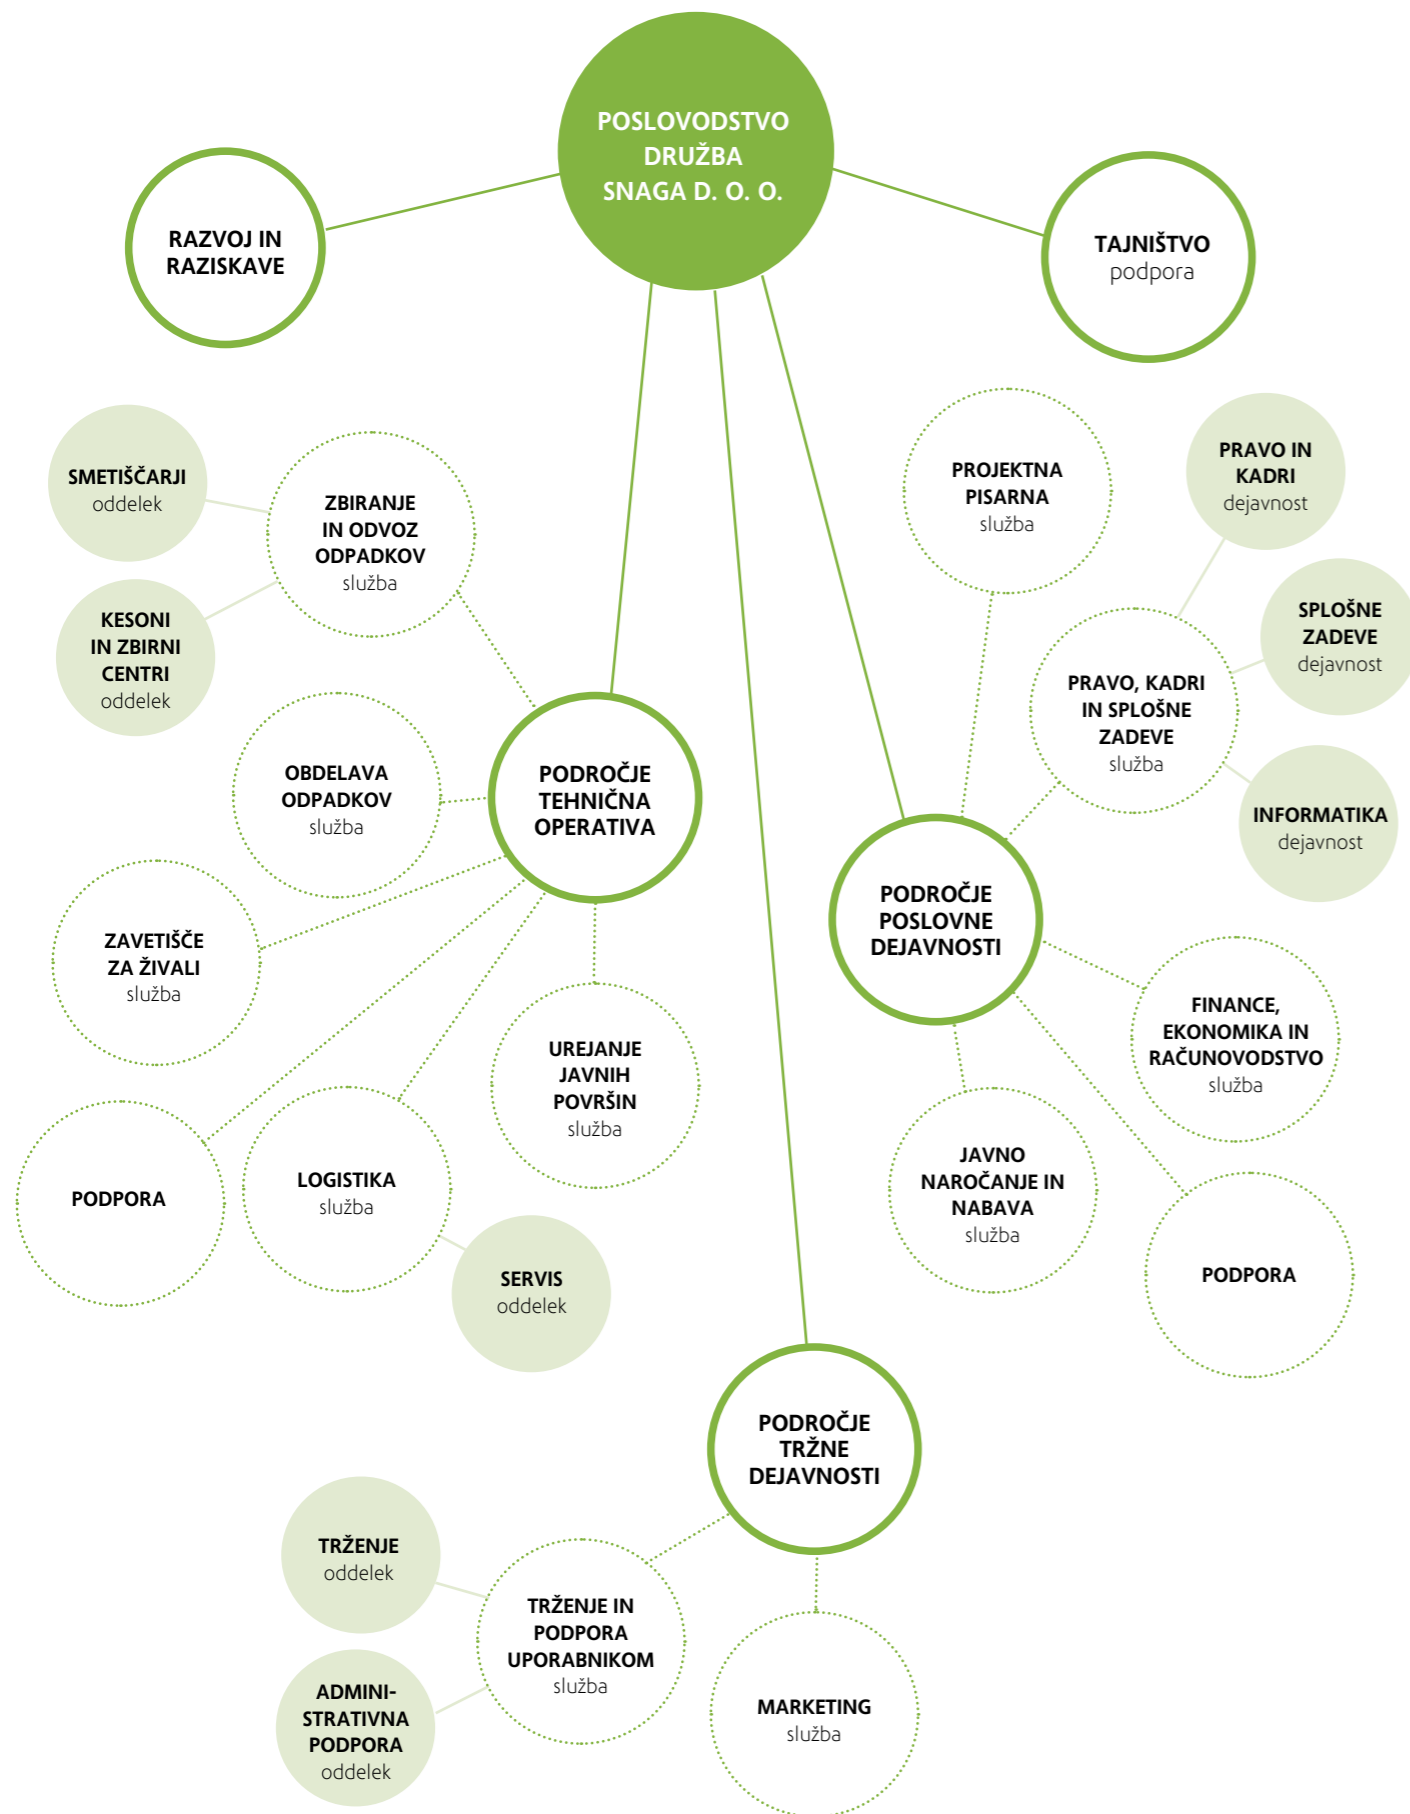 POSLOVODSTVO
DRUŽBA
SNAGA D. O. O.
RAZVOJ IN
RAZISKAVE
TAJNIŠTVO
podpora
SMETIŠČARJI
oddelek
ZBIRANJE
IN ODVOZ
ODPADKOV
služba
KESONI
IN ZBIRNI
CENTRI
oddelek
PROJEKTNA
PISARNA
služba
PRAVO IN
KADRI
dejavnost
SPLOŠNE
ZADEVE
dejavnost
PRAVO, KADRI
IN SPLOŠNE
ZADEVE
služba
INFORMATIKA
dejavnost
OBDELAVA
ODPADKOV
služba
PODROČJE
TEHNIČNA
OPERATIVA
PODROČJE
POSLOVNE
DEJAVNOSTI
ZAVETIŠČE
ZA ŽIVALI
služba
UREJANJE
JAVNIH
POVRŠIN
služba
FINANCE,
EKONOMIKA IN
RAČUNOVODSTVO
služba
PODPORA
LOGISTIKA
služba
JAVNO
NAROČANJE IN
NABAVA
služba
SERVIS
oddelek
PODPORA
PODROČJE
TRŽNE
DEJAVNOSTI
TRŽENJE
oddelek
TRŽENJE IN
PODPORA
UPORABNIKOM
služba
ADMINI-
STRATIVNA
PODPORA
oddelek
MARKETING
služba